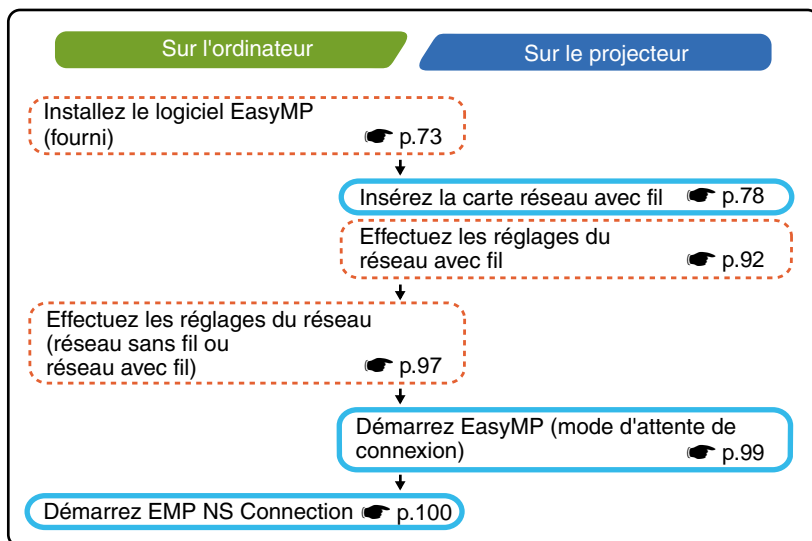 Sur l'ordinateur
Sur le projecteur
Installez le logiciel EasyMP
(fourni) ☛ p.73
Insérez la carte réseau avec fil ☛ p.78
Effectuez les réglages du
réseau avec fil ☛ p.92
Effectuez les réglages du réseau
(réseau sans fil ou
réseau avec fil) ☛ p.97
Démarrez EasyMP (mode d'attente de
connexion) ☛ p.99
Démarrez EMP NS Connection ☛ p.100